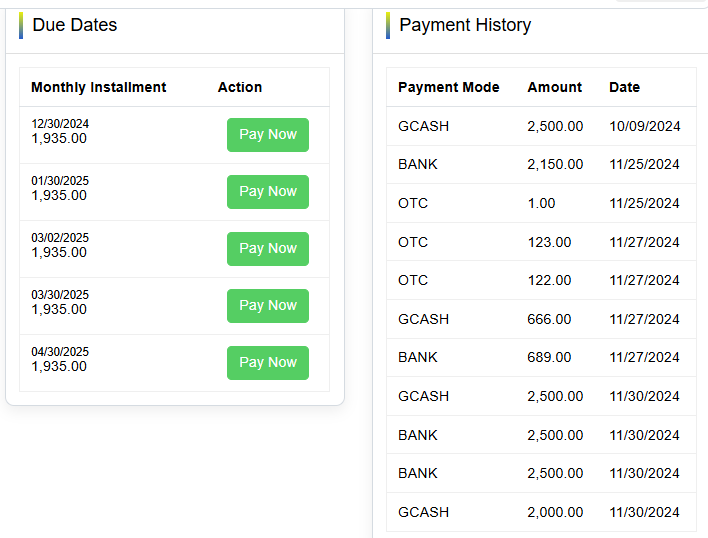 Due Dates
Monthly Installment Action
12/30/2024
1,935.00
Pay Now
01/30/2025
1,935.00
Pay Now
03/02/2025
1,935.00
Pay Now
03/30/2025
1,935.00
Pay Now
04/30/2025
1,935.00
Pay Now
Payment History
Payment Mode Amount Date
GCASH 2,500.00 10/09/2024
BANK 2,150.00 11/25/2024
OTC 1.00 11/25/2024
OTC 123.00 11/27/2024
OTC 122.00 11/27/2024
GCASH 666.00 11/27/2024
BANK 689.00 11/27/2024
GCASH 2,500.00 11/30/2024
BANK 2,500.00 11/30/2024
BANK 2,500.00 11/30/2024
GCASH 2,000.00 11/30/2024